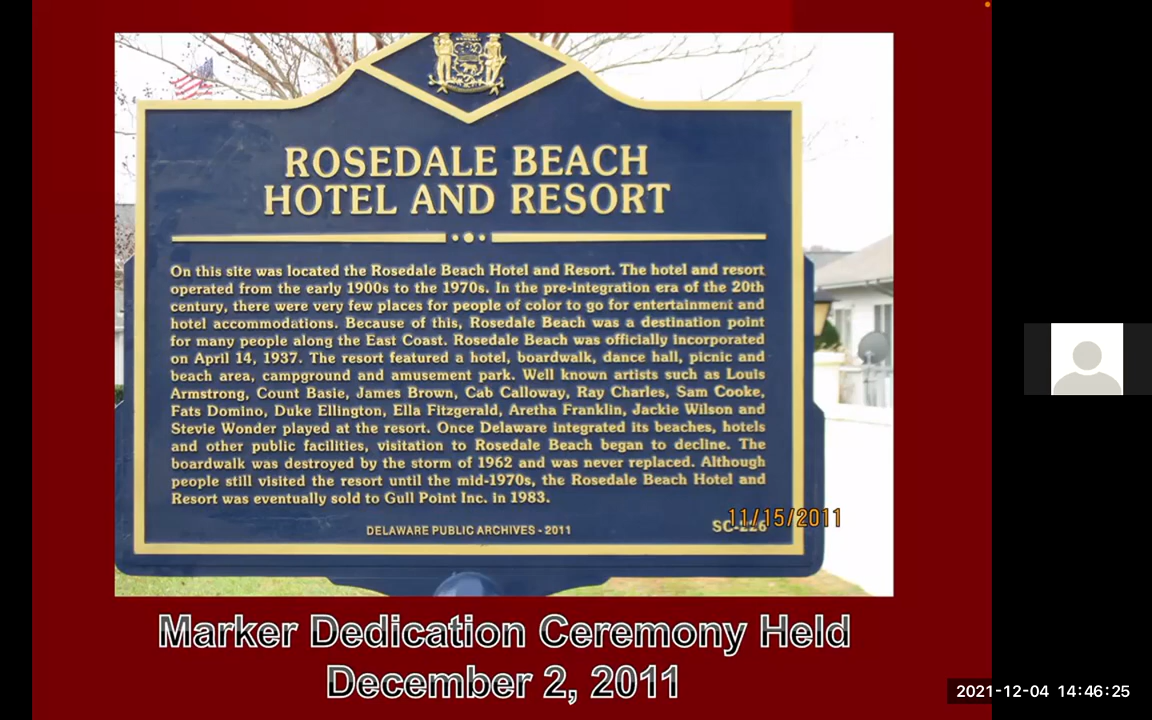 ROSEDALE BEACH
HOTEL AND RESORT
On this site was located the Rosedale Beach Hotel and Resort. The hotel and resort
operated from the early 1900s to the 1970s. In the pre-integration era of the 20th
century, there were very few places for people of color to go for entertainment and
hotel accommodations. Because of this, Rosedale Beach was a destination point
for many people along the East Coast. Rosedale Beach was officially incorporated
on April 14, 1937. The resort featured a hotel, boardwalk, dance hall, picnic and
beach area, campground and amusement park. Well known artists such as Louis
Armstrong, Count Basie, James Brown, Cab Calloway, Ray Charles, Sam Cooke,
Fats Domino, Duke Ellington, Ella Fitzgerald, Aretha Franklin, Jackie Wilson and
Stevie Wonder played at the resort. Once Delaware integrated its beaches, hotels
and other public facilities, visitation to Rosedale Beach began to decline. The
boardwalk was destroyed by the storm of 1962 and was never replaced. Although
people still visited the resort until the mid-1970s, the Rosedale Beach Hotel and
Resort was eventually sold to Gull Point Inc. in 1983.
DELAWARE PUBLIC ARCHIVES - 2011
SC-226
11/15/2011
Marker Dedication Ceremony Held
December 2, 2011
2021-12-04 14:46:25